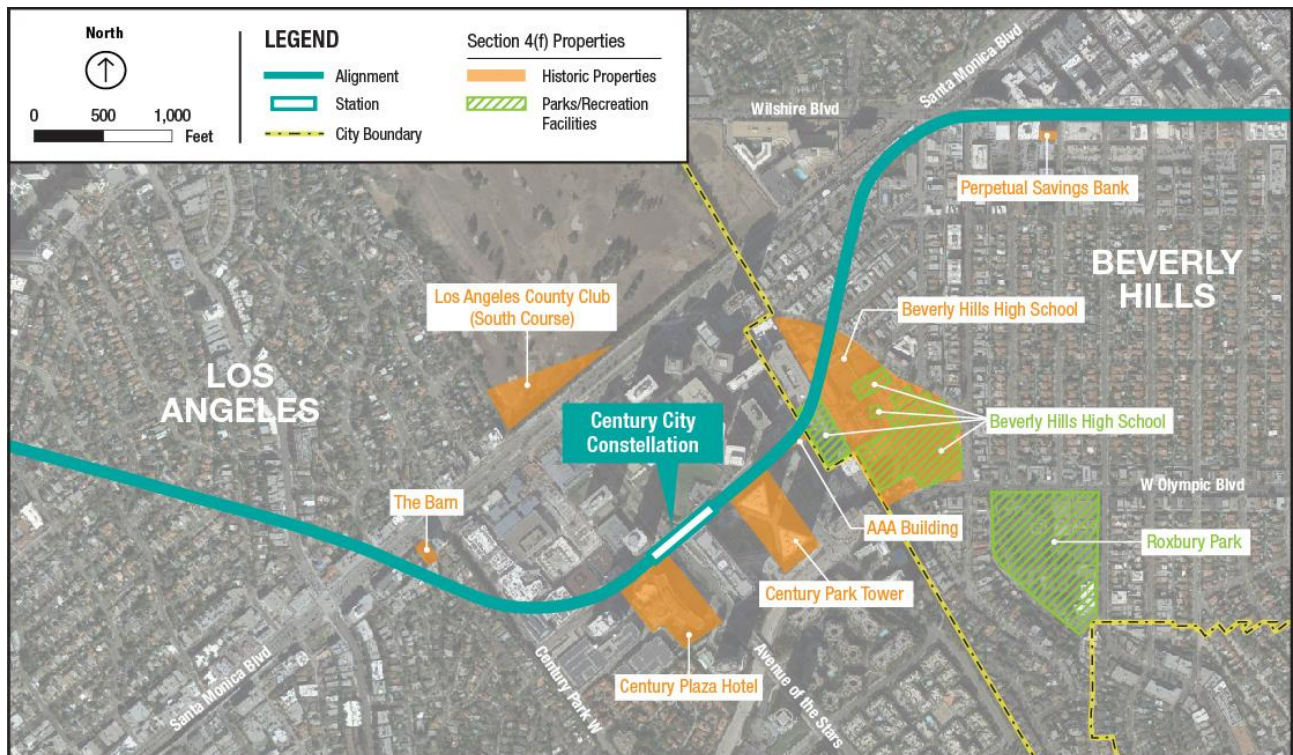 North
0 500 1,000
Feet
LEGEND
Alignment
Station
City Boundary
Section 4(f) Properties
Historic Properties
Parks/Recreation
Facilities
Santa Monica Blvd
Wilshire Blvd
Perpetual Savings Bank
BEVERLY
HILLS
Los Angeles County Club
(South Course)
Beverly Hills High School
LOS
ANGELES
Century City
Constellation
Beverly Hills High School
W Olympic Blvd
The Barn
AAA Building
Roxbury Park
Century Park Tower
Century Plaza Hotel
Santa Monica Blvd
Century Park W
Avenue of the Stars